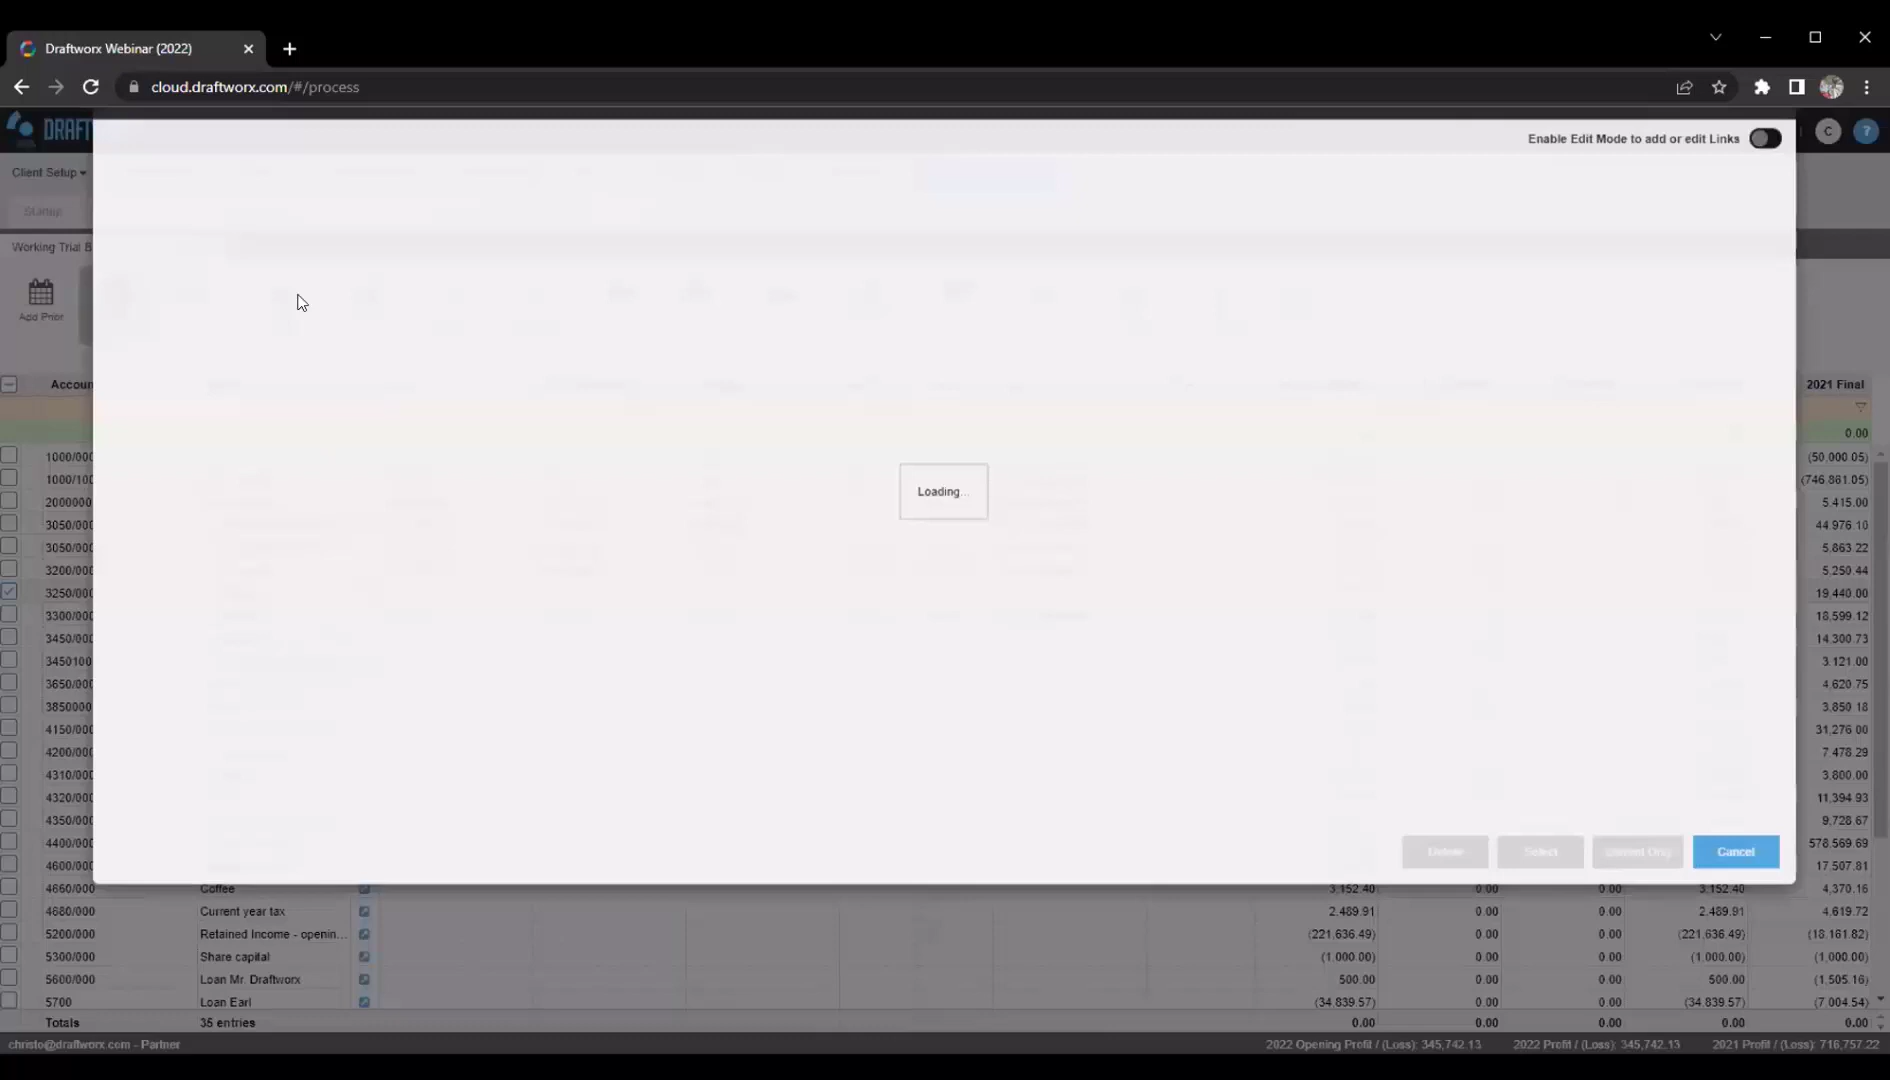 Draftworx Webinar (2022)
cloud.draftworx.com/#/process
DRAFT
Enable Edit Mode to add or edit Links
C
?
Client Setup
Startup
Working Trial B
Add Prior
Accoun
2021 Final
0.00
1000/000 (50,000.05)
1000/100 (746,861.05)
2000000 5,415.00
3050/000 44,976.10
3050/000 5,863.22
3200/000 5,250.44
3250/000 19,440.00
3300/000 18,599.12
3450/000 14,300.73
3450100 3,121.00
3650/000 4,620.75
3850000 3,850.18
4150/000 31,276.00
4200/000 7,478.29
4310/000 3,800.00
4320/000 11,394.93
4350/000 9,728.67
4400/000 578,569.69
4600/000 17,507.81
Loading...
Delete Select Cancel
4660/000 Coffee 3,152.40 0.00 0.00 3,152.40 4,370.16
4680/000 Current year tax 2,489.91 0.00 0.00 2,489.91 4,619.72
5200/000 Retained Income - openin... (221,636.49) 0.00 0.00 (221,636.49) (18,161.82)
5300/000 Share capital (1,000.00) 0.00 0.00 (1,000.00) (1,000.00)
5600/000 Loan Mr. Draftworx 500.00 0.00 0.00 500.00 (1,505.16)
5700 Loan Earl (34,839.57) 0.00 0.00 (34,839.57) (7,004.54)
Totals 35 entries 0.00 0.00 0.00 0.00 0.00
christo@draftworx.com - Partner 2022 Opening Profit / (Loss): 345,742.13 2022 Profit / (Loss): 345,742.13 2021 Profit / (Loss): 716,757.22